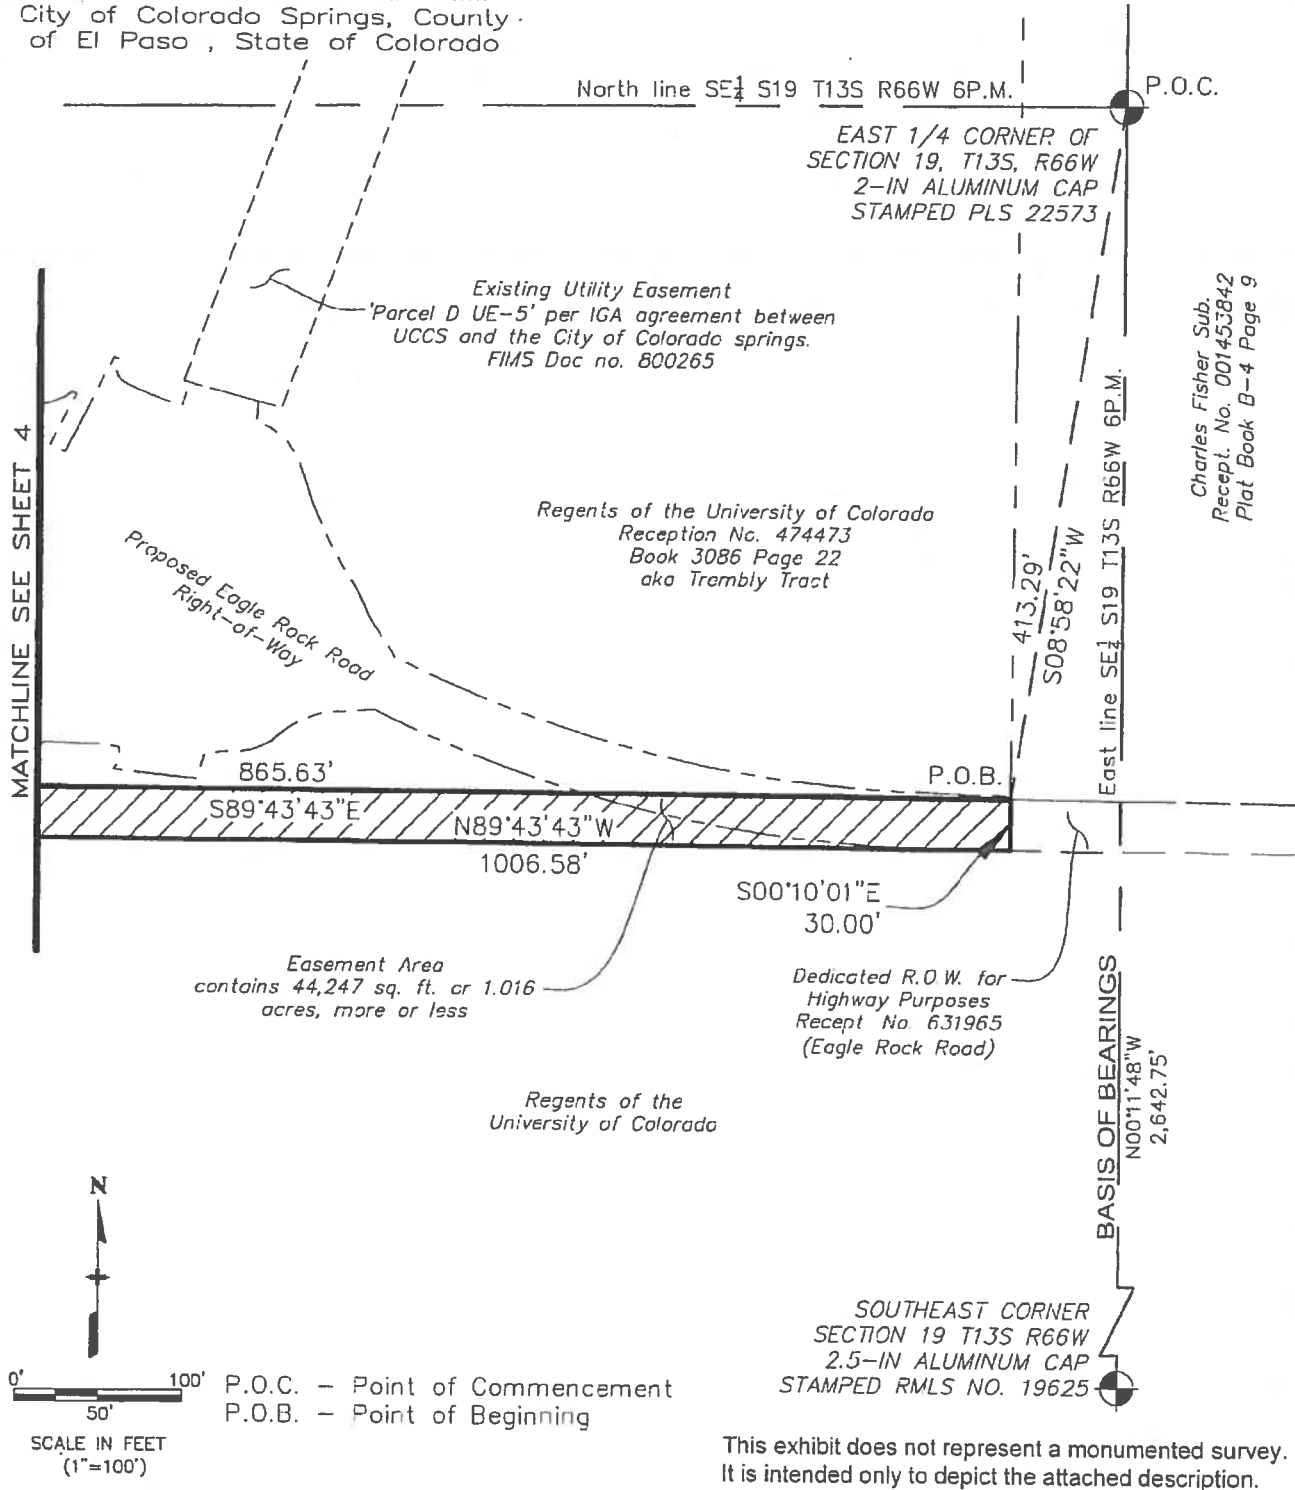 City of Colorado Springs, County
of El Paso , State of Colorado
North line SE¼ S19 T13S R66W 6P.M.
P.O.C.
EAST 1/4 CORNER OF
SECTION 19, T13S, R66W
2-IN ALUMINUM CAP
STAMPED PLS 22573
Existing Utility Easement
'Parcel D UE-5' per IGA agreement between
UCCS and the City of Colorado springs.
FIMS Doc no. 800265
Charles Fisher Sub.
Recept. No. 001453842
Plat Book B-4 Page 9
MATCHLINE SEE SHEET 4
Regents of the University of Colorado
Reception No. 474473
Book 3086 Page 22
aka Trembly Tract
Proposed Eagle Rock Road
Right-of-Way
413.29'
S08°58'22"W
East line SE¼ S19 T13S R66W 6P.M.
865.63'
P.O.B.
S89°43'43"E
N89°43'43"W
1006.58'
S00°10'01"E
30.00'
Easement Area
contains 44,247 sq. ft. or 1.016
acres, more or less
Dedicated R.O.W. for
Highway Purposes
Recept No. 631965
(Eagle Rock Road)
Regents of the
University of Colorado
BASIS OF BEARINGS
N00°11'48"W
2,642.75'
N
SOUTHEAST CORNER
SECTION 19 T13S R66W
2.5-IN ALUMINUM CAP
STAMPED RMLS NO. 19625
0'
100'
50'
SCALE IN FEET
(1"=100')
P.O.C. - Point of Commencement
P.O.B. - Point of Beginning
This exhibit does not represent a monumented survey.
It is intended only to depict the attached description.